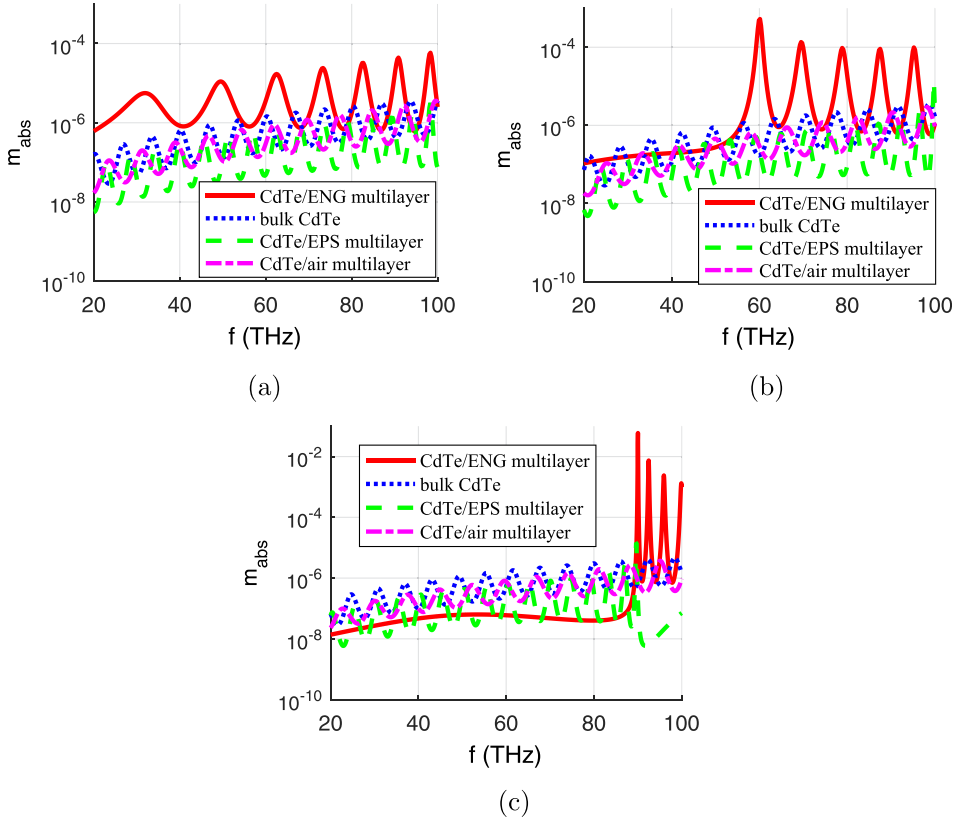 10^-4
10^-6
10^-8
10^-10
m_abs
CdTe/ENG multilayer
bulk CdTe
CdTe/EPS multilayer
CdTe/air multilayer
20 40 60 80 100
f (THz)
(a)
10^-4
10^-6
10^-8
10^-10
m_abs
CdTe/ENG multilayer
bulk CdTe
CdTe/EPS multilayer
CdTe/air multilayer
20 40 60 80 100
f (THz)
(b)
10^-2
10^-4
10^-6
10^-8
10^-10
m_abs
CdTe/ENG multilayer
bulk CdTe
CdTe/EPS multilayer
CdTe/air multilayer
20 40 60 80 100
f (THz)
(c)